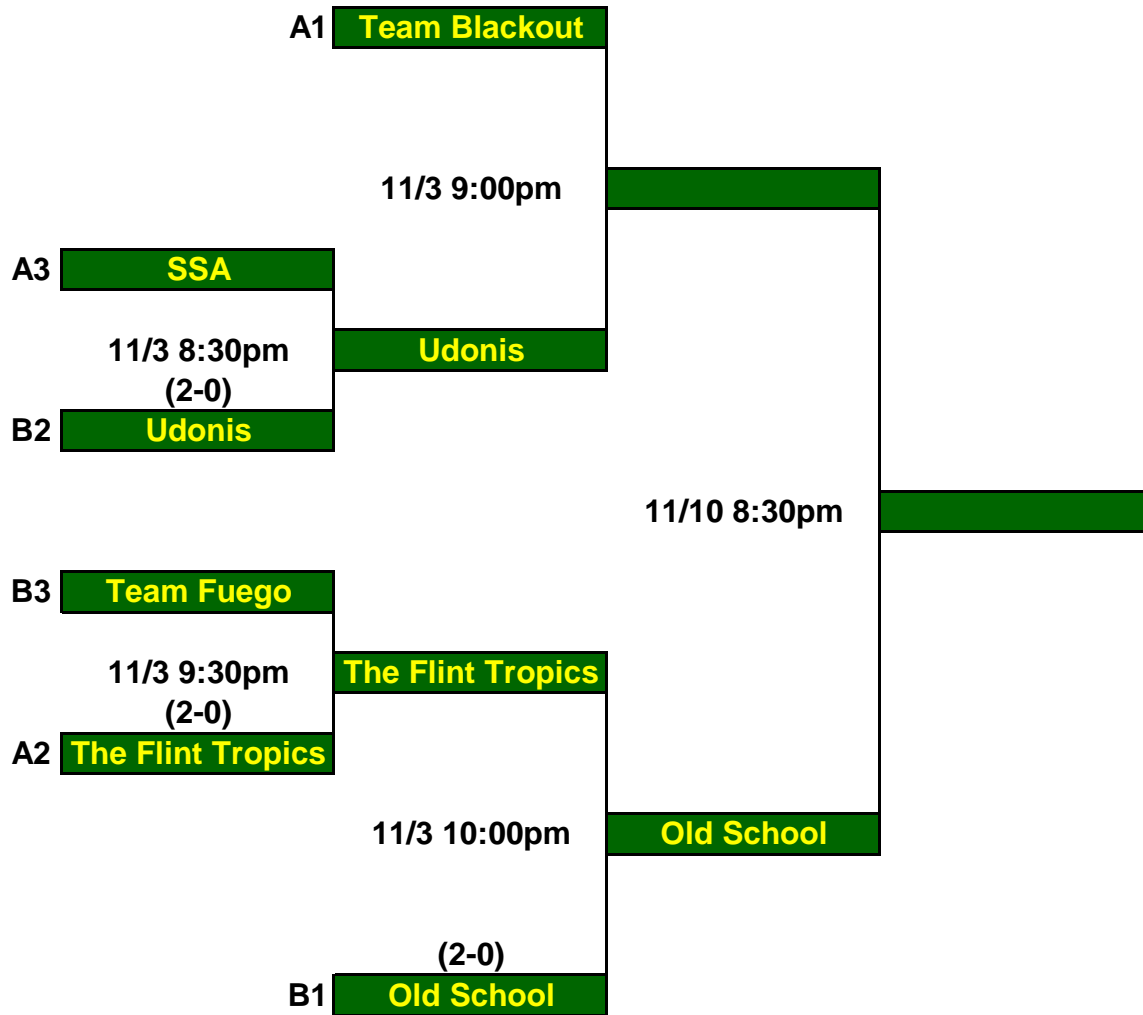 A1 Team Blackout
11/3 9:00pm
A3 SSA
11/3 8:30pm
Udonis
(2-0)
B2 Udonis
11/10 8:30pm
B3 Team Fuego
11/3 9:30pm
The Flint Tropics
(2-0)
A2 The Flint Tropics
11/3 10:00pm
Old School
(2-0)
B1 Old School